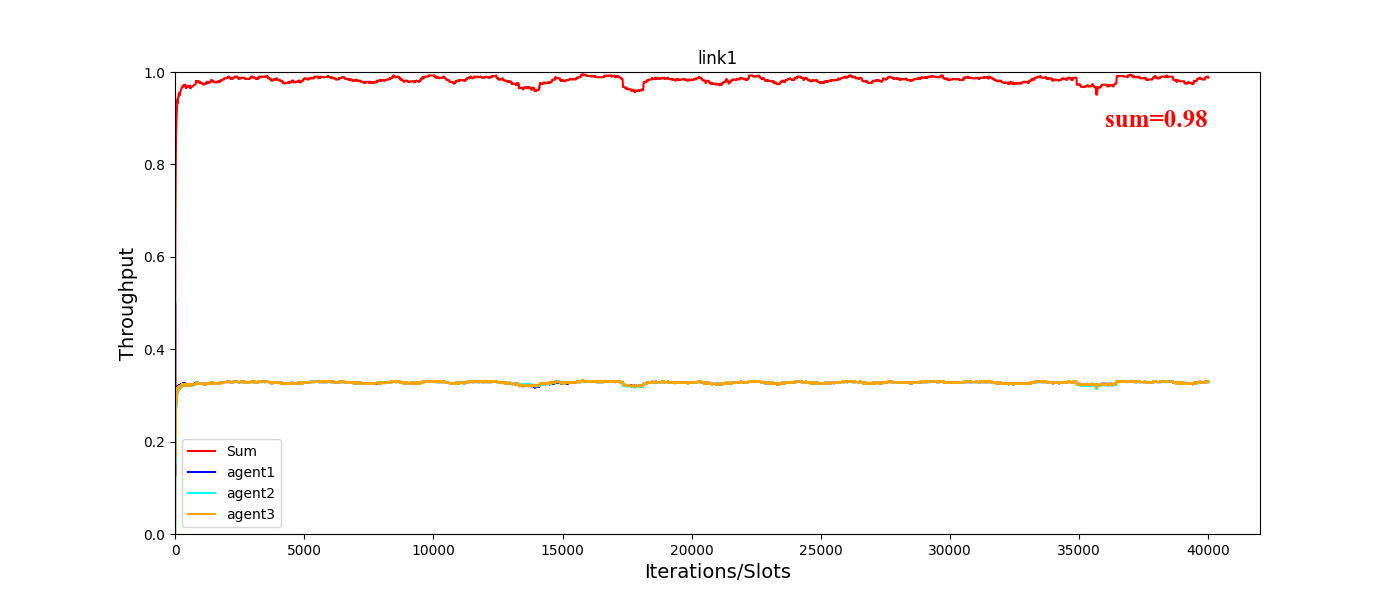 link1
1.0
sum=0.98
0.8
0.6
Throughput
0.4
0.2
Sum
agent1
agent2
agent3
0.0
0 5000 10000 15000 20000 25000 30000 35000 40000
Iterations/Slots